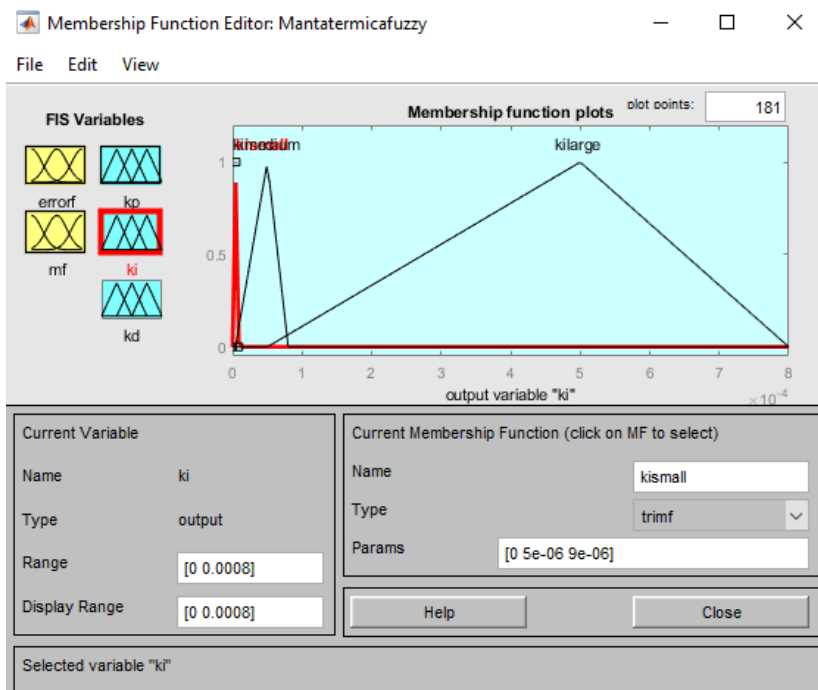 Membership Function Editor: Mantatermicafuzzy
File Edit View
FIS Variables
Membership function plots
plot points:
181
errorf
kp
mf
ki
kd
kilarge
1
0.5
0
0 1 2 3 4 5 6 7 8
output variable "ki"
×10-4
Current Variable
Name ki
Type output
Range [0 0.0008]
Display Range [0 0.0008]
Current Membership Function (click on MF to select)
Name kismall
Type trimf
Params [0 5e-06 9e-06]
Help Close
Selected variable "ki"